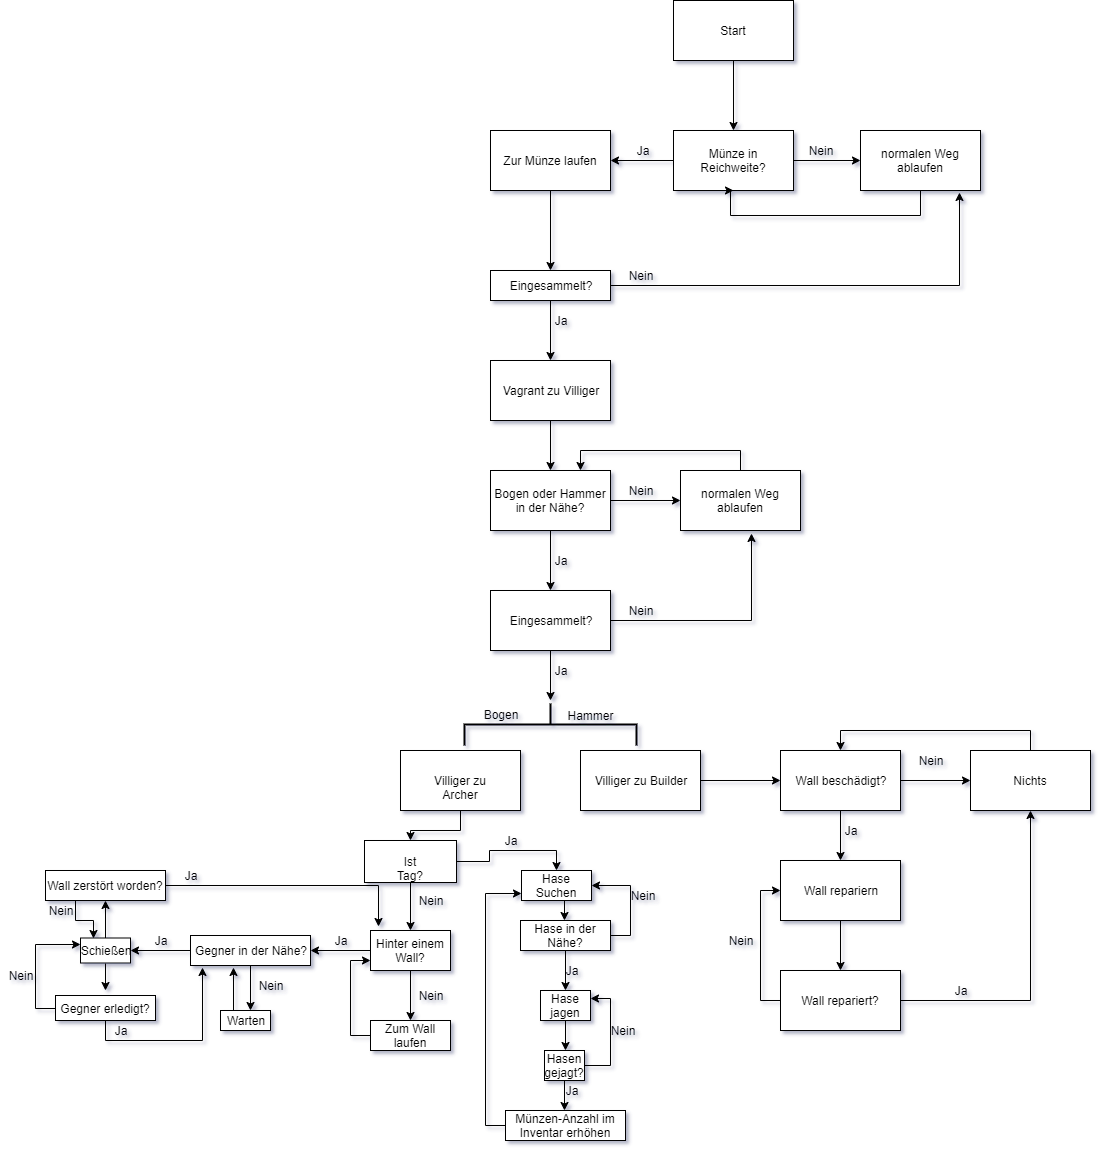 Start
Zur Münze laufen
Ja
Münze in
Reichweite?
Nein
normalen Weg
ablaufen
Eingesammelt?
Nein
Ja
Vagrant zu Villiger
Bogen oder Hammer
in der Nähe?
Nein
normalen Weg
ablaufen
Ja
Eingesammelt?
Nein
Ja
Bogen
Hammer
Villiger zu
Archer
Villiger zu Builder
Wall beschädigt?
Nein
Nichts
Ja
Wall repariern
Nein
Wall repariert?
Ja
Ist
Tag?
Ja
Nein
Hase
Suchen
Nein
Hase in der
Nähe?
Ja
Hase
jagen
Nein
Hasen
gejagt?
Ja
Münzen-Anzahl im
Inventar erhöhen
Wall zerstört worden?
Ja
Nein
Schießen
Ja
Gegner in der Nähe?
Ja
Hinter einem
Wall?
Nein
Zum Wall
laufen
Nein
Warten
Nein
Gegner erledigt?
Ja